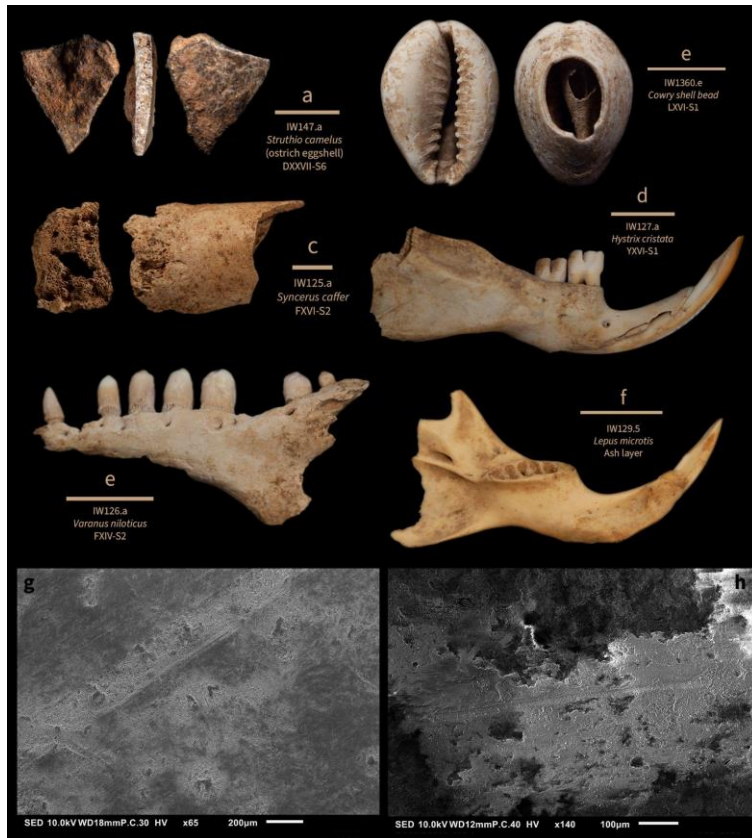 a
IW147.a
Struthio camelus
(ostrich eggshell)
DXXVII-S6
e
IW1360.e
Cowry shell bead
LXVI-S1
c
IW125.a
Syncerus caffer
FXVI-S2
d
IW127.a
Hystrix cristata
YXVI-S1
e
IW126.a
Varanus niloticus
FXIV-S2
f
IW129.5
Lepus microtis
Ash layer
g
SED 10.0kV WD18mmP.C.30 HV x65 200µm
h
SED 10.0kV WD12mmP.C.40 HV x140 100µm